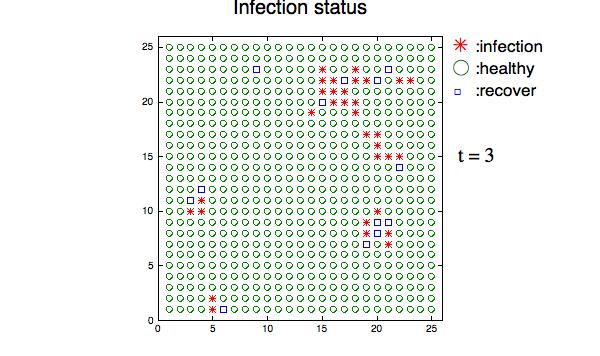 Infection status
:infection
:healthy
:recover
t = 3
25
20
15
10
5
0
0 5 10 15 20 25